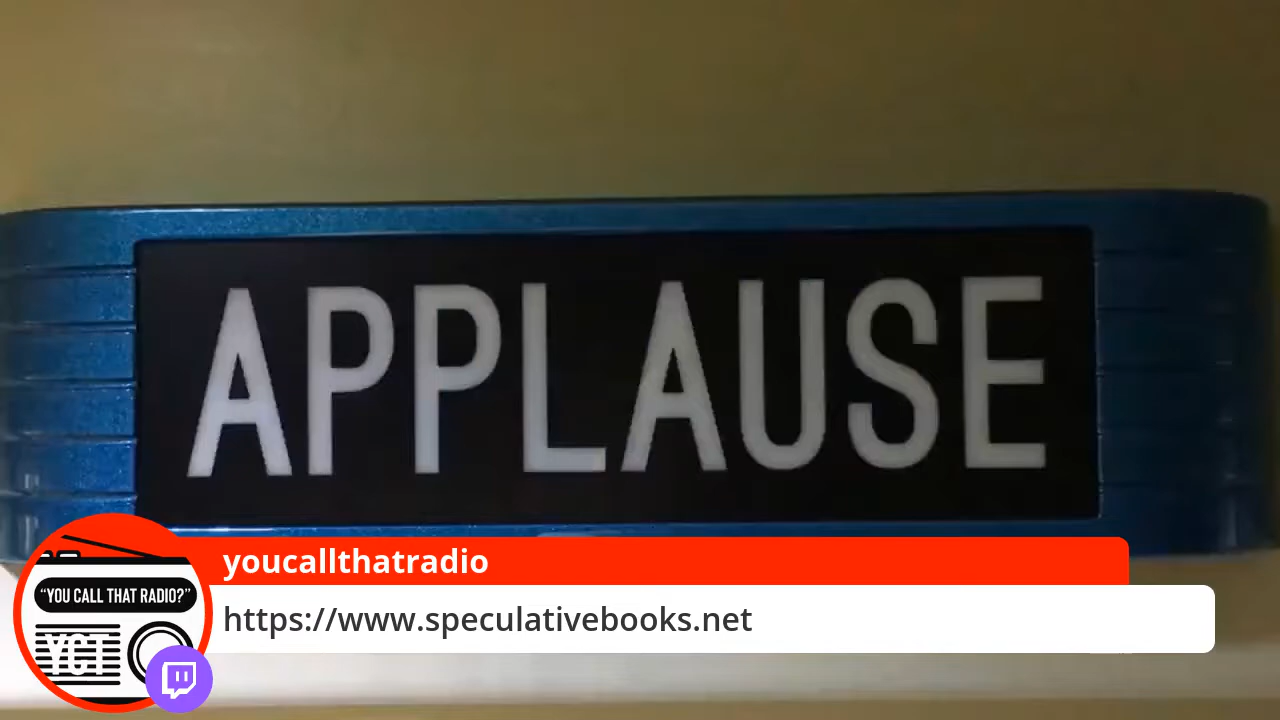 APPLAUSE
youcallthatradio
"YOU CALL THAT RADIO?"
https://www.speculativebooks.net
YCT